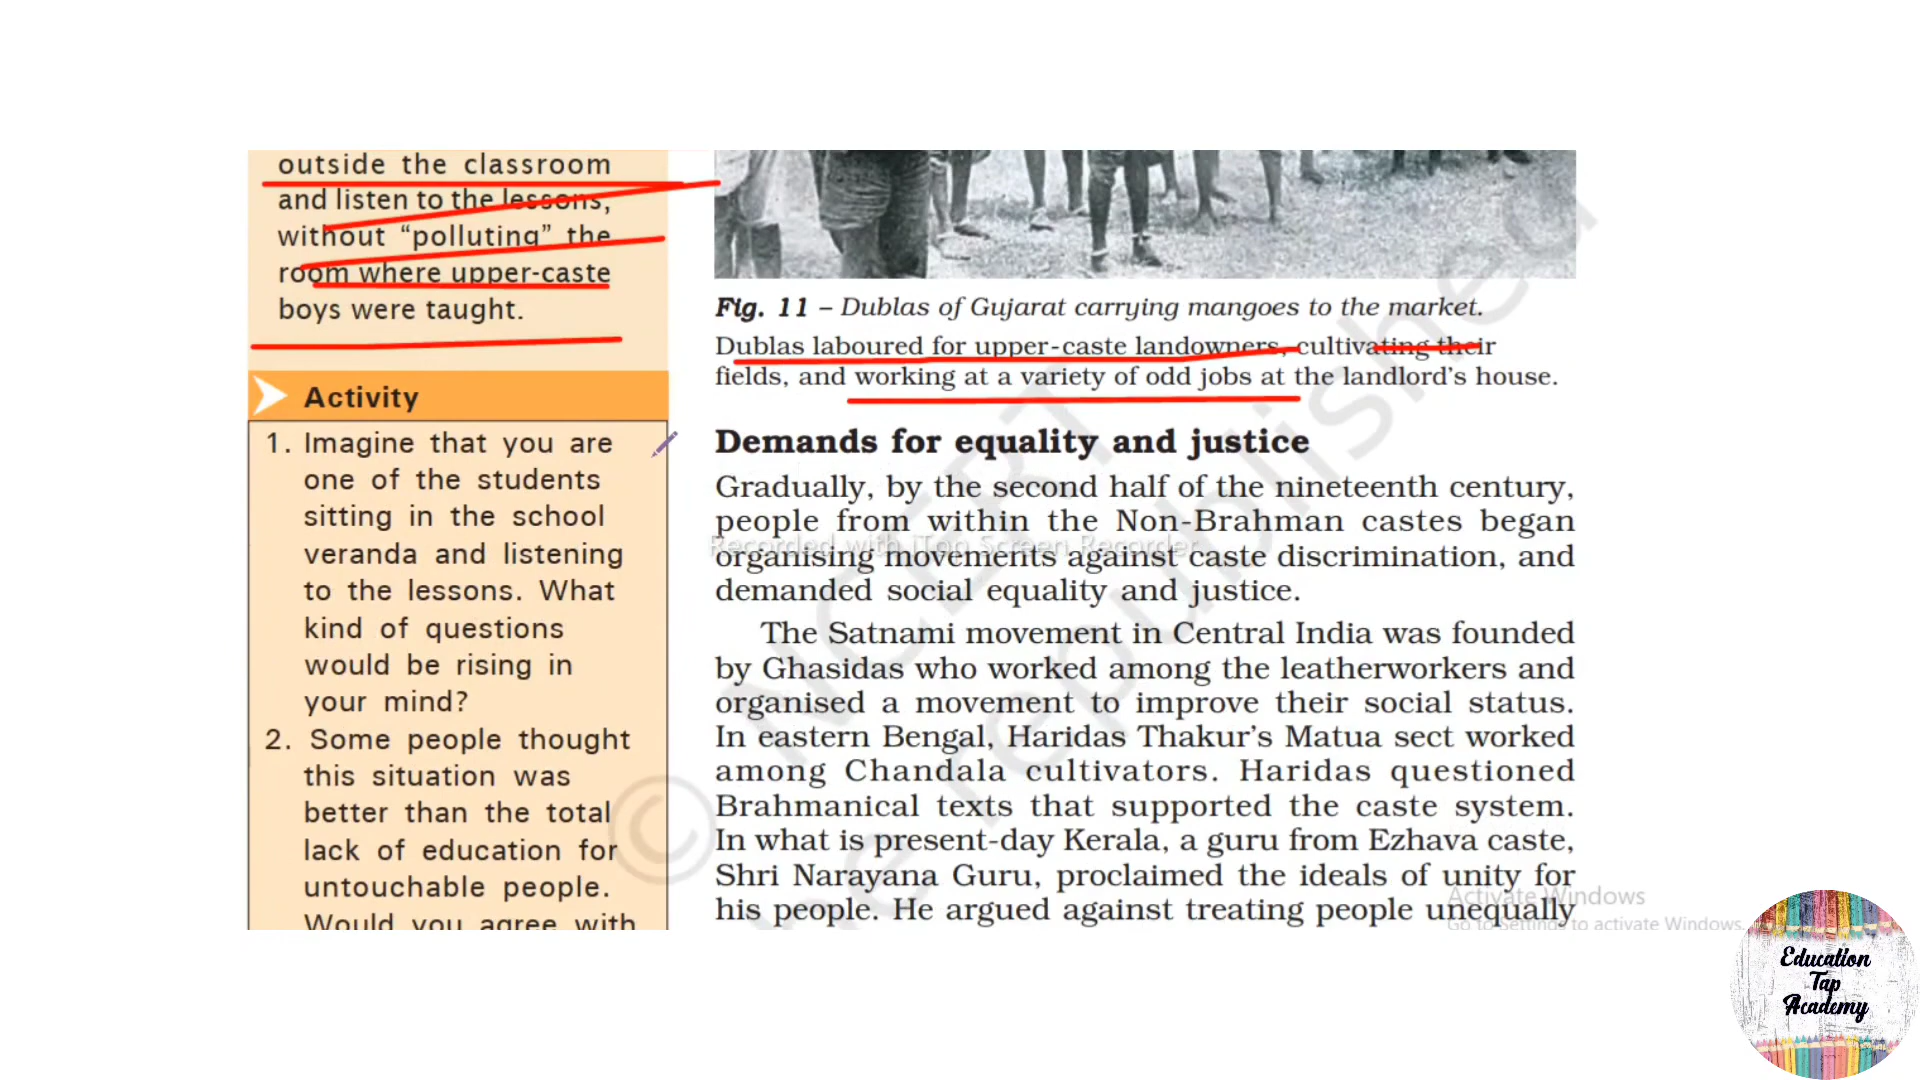 outside the classroom
and listen to the lessons,
without “polluting” the
room where upper-caste
boys were taught.
Activity
1. Imagine that you are
one of the students
sitting in the school
veranda and listening
to the lessons. What
kind of questions
would be rising in
your mind?
2. Some people thought
this situation was
better than the total
lack of education for
untouchable people.
Would you agree with
Fig. 11 – Dublas of Gujarat carrying mangoes to the market.
Dublas laboured for upper-caste landowners, cultivating their
fields, and working at a variety of odd jobs at the landlord’s house.
Demands for equality and justice
Gradually, by the second half of the nineteenth century,
people from within the Non-Brahman castes began
organising movements against caste discrimination, and
demanded social equality and justice.
The Satnami movement in Central India was founded
by Ghasidas who worked among the leatherworkers and
organised a movement to improve their social status.
In eastern Bengal, Haridas Thakur’s Matua sect worked
among Chandala cultivators. Haridas questioned
Brahmanical texts that supported the caste system.
In what is present-day Kerala, a guru from Ezhava caste,
Shri Narayana Guru, proclaimed the ideals of unity for
his people. He argued against treating people unequally
Recorded with iTop Screen Recorder
© NCERT
he republished
Activate Windows
Go to Settings to activate Windows.
Education
Tap
Academy